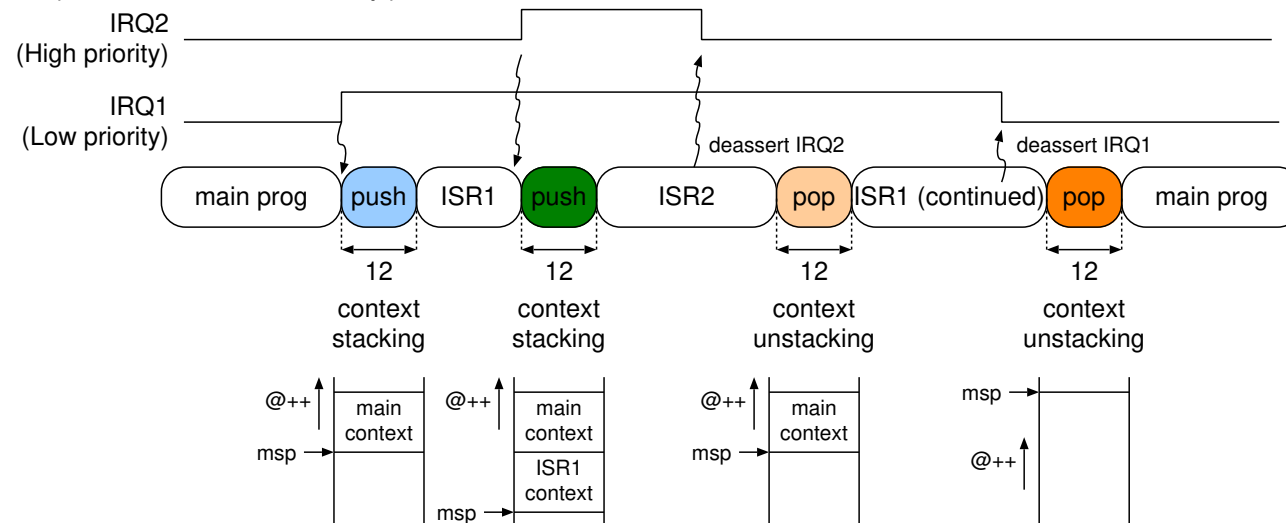 IRQ2
(High priority)
IRQ1
(Low priority)
deassert IRQ2
deassert IRQ1
main prog
push
ISR1
push
ISR2
pop
ISR1 (continued)
pop
main prog
12
12
12
12
context
stacking
context
stacking
context
unstacking
context
unstacking
@++
main
context
msp
@++
main
context
ISR1
context
msp
@++
main
context
msp
msp
@++